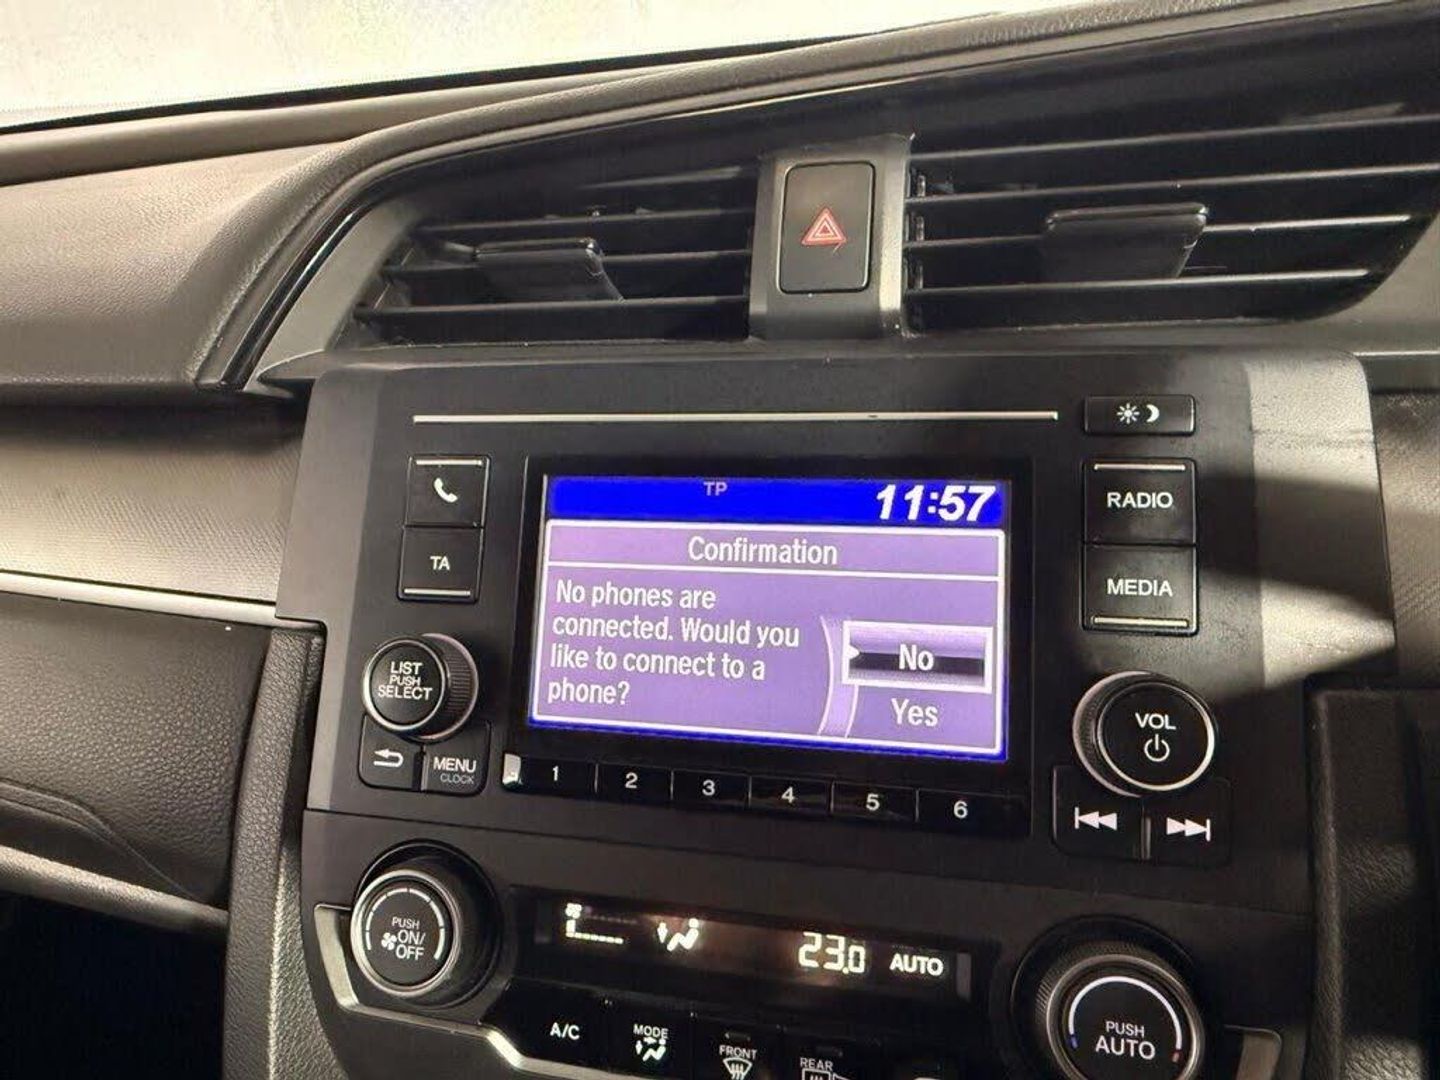 TP 11:57
Confirmation
No phones are
connected. Would you
like to connect to a
phone?
No
Yes
TA
LIST
PUSH
SELECT
MENU
CLOCK
RADIO
MEDIA
VOL
1 2 3 4 5 6
PUSH
ON/
OFF
23.0 AUTO
A/C
MODE
FRONT
REAR
PUSH
AUTO